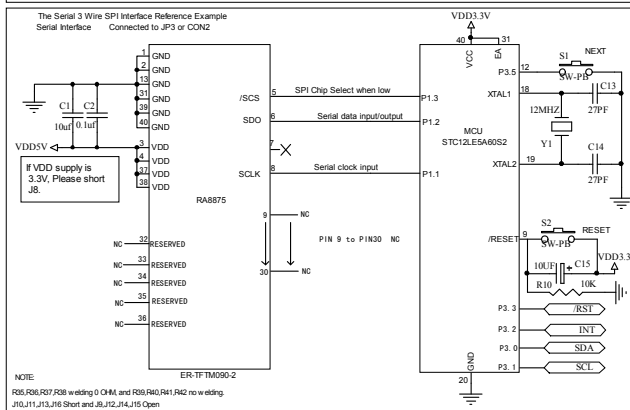 The Serial 3 Wire SPI Interface Reference Example
Serial Interface Connected to JP3 or CON2
1 GND
2 GND
13 GND
31 GND
39 GND
40 GND
C1 C2
10uf 0.1uf
VDD5V
3 VDD
4 VDD
37 VDD
38 VDD
If VDD supply is
3.3V, Please short
J8.
RA8875
NC 32 RESERVED
NC 33 RESERVED
NC 34 RESERVED
NC 35 RESERVED
NC 36 RESERVED
ER-TFTM090-2
/SCS 5 SPI Chip Select when low P1.3
SDO 6 Serial data input/output P1.2
7
SCLK 8 Serial clock input P1.1
9 NC
PIN 9 to PIN30 NC
30 NC
VDD3.3V
40 31
VCC EA
MCU
STC12LE5A60S2
P3.5 12 S1 NEXT
SW-PB
XTAL1 18 C13
27PF
12MHZ
Y1
XTAL2 19 C14
27PF
/RESET 9 S2 RESET
SW-PB
VDD3.3
10UF + C15
R10 10K
P3.3 /RST
P3.2 INT
P3.0 SDA
P3.1 SCL
GND
20
NOTE:
R35,R36,R37,R38 welding 0 OHM, and R39,R40,R41,R42 no welding.
J10,J11,J13,J16 Short and J9,J12,J14,J15 Open